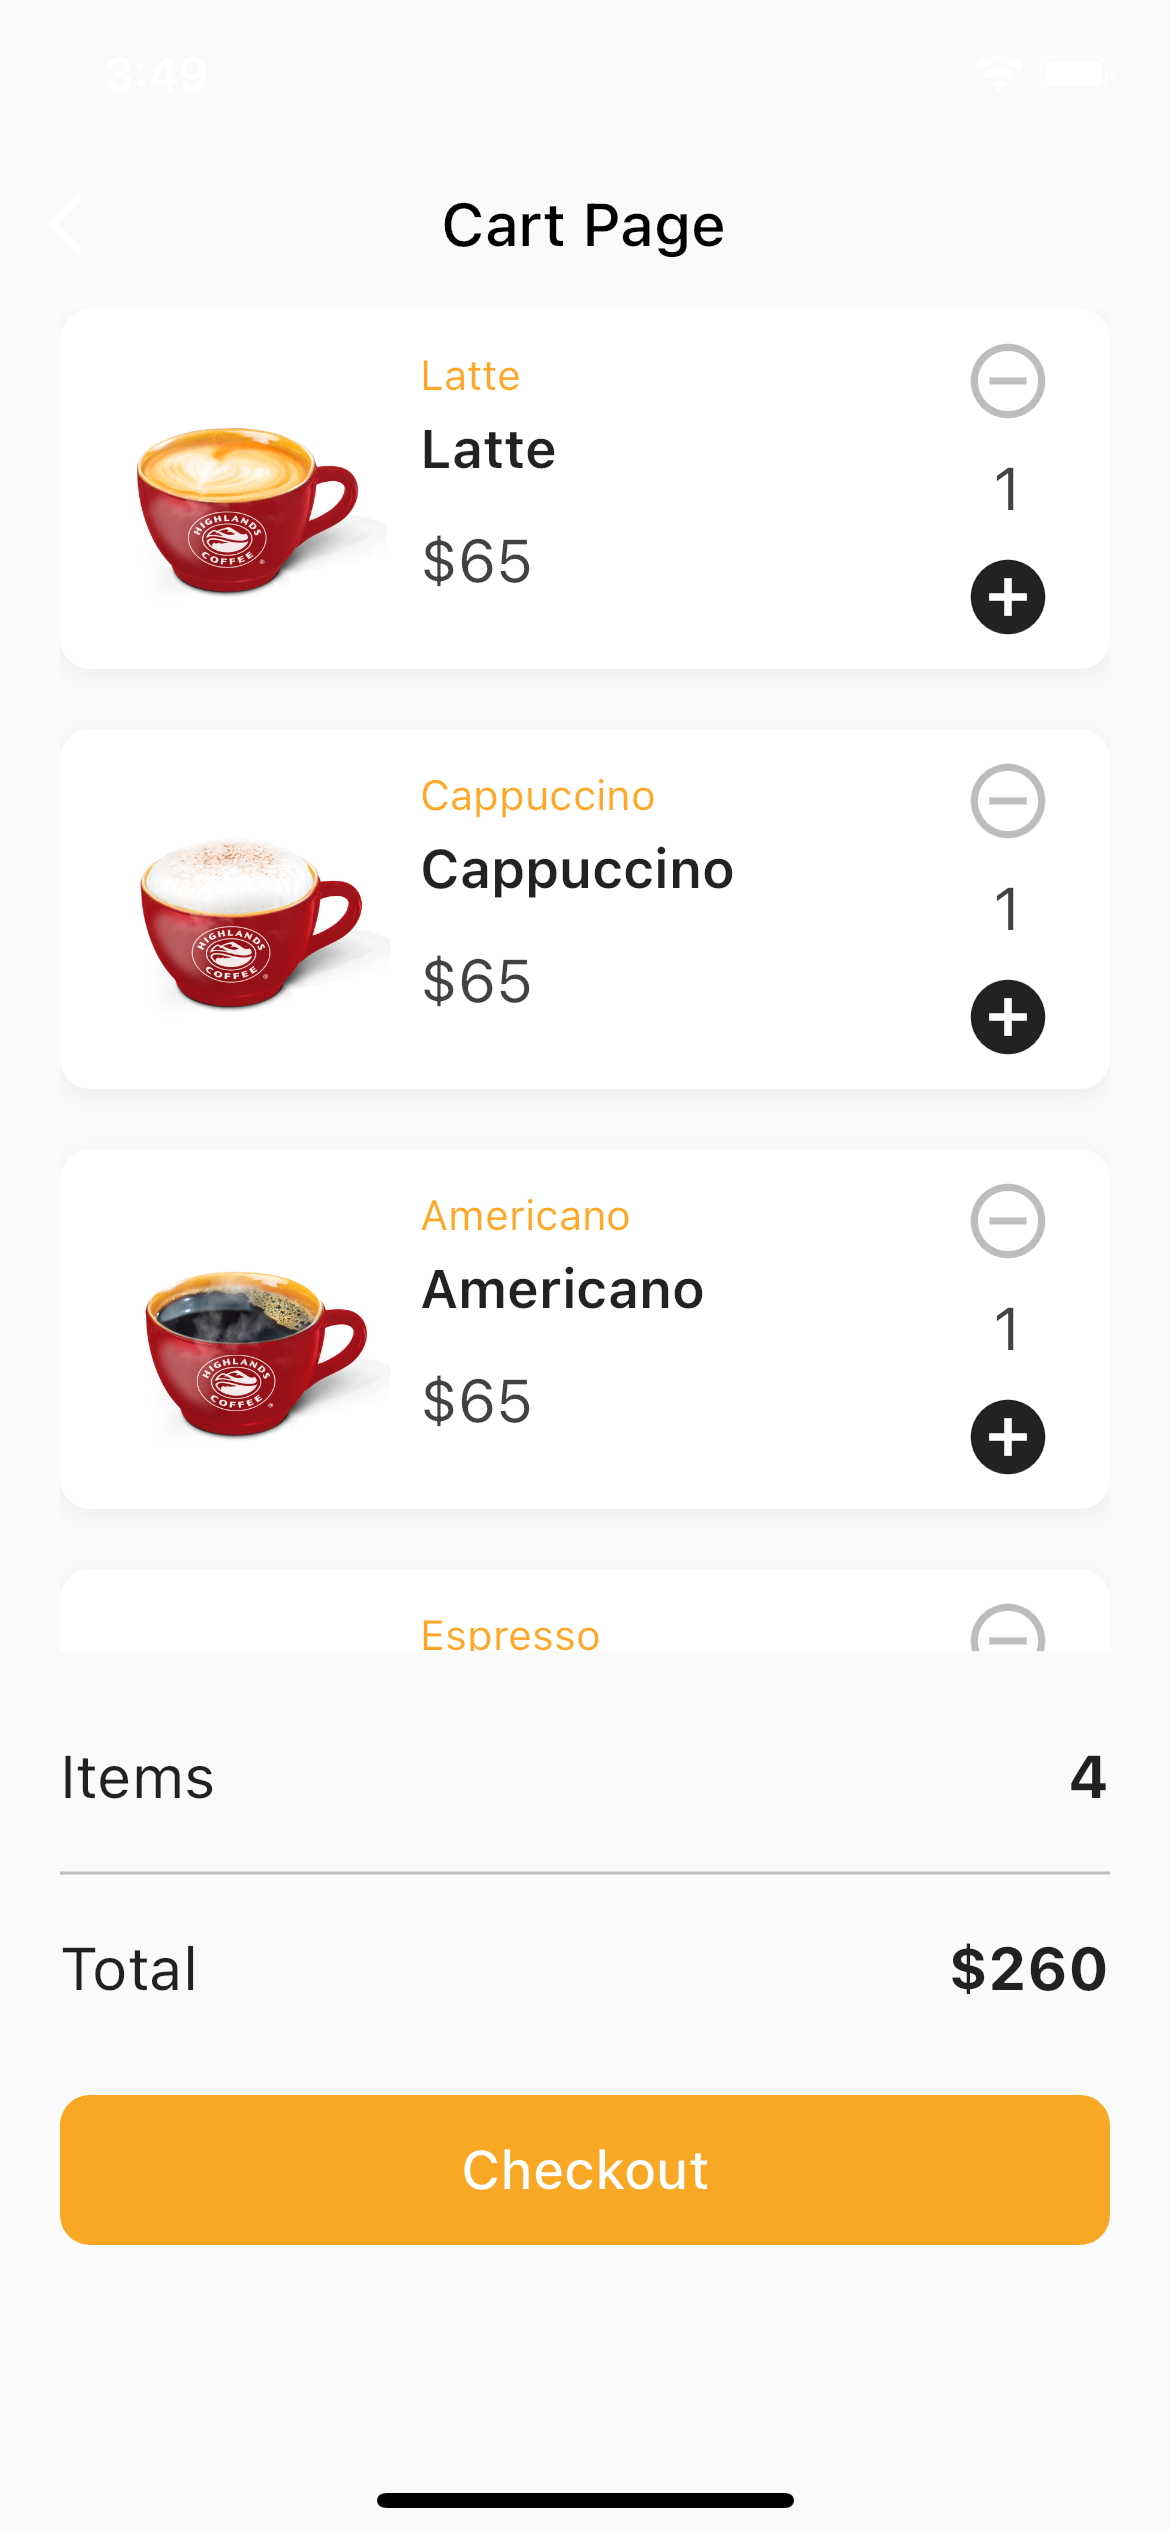 3:49
Cart Page
Latte
Latte
$65
1
HIGHLANDS
COFFEE
Cappuccino
Cappuccino
$65
1
HIGHLANDS
COFFEE
Americano
Americano
$65
1
HIGHLANDS
COFFEE
Espresso
Items 4
Total $260
Checkout